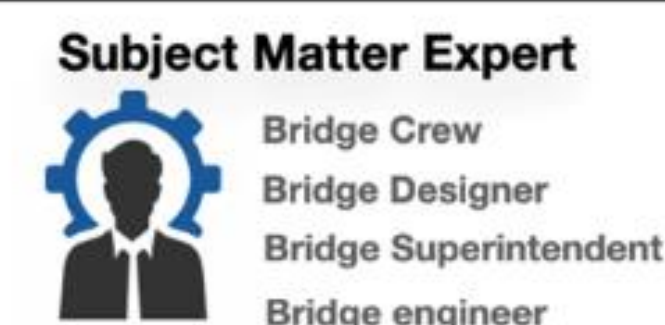 Subject Matter Expert
Bridge Crew
Bridge Designer
Bridge Superintendent
Bridge engineer